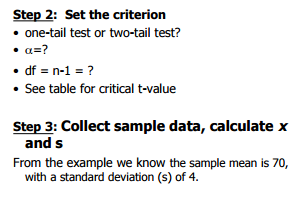 Step 2: Set the criterion
• one-tail test or two-tail test?
• α=?
• df = n-1 = ?
• See table for critical t-value
Step 3: Collect sample data, calculate x
and s
From the example we know the sample mean is 70,
with a standard deviation (s) of 4.